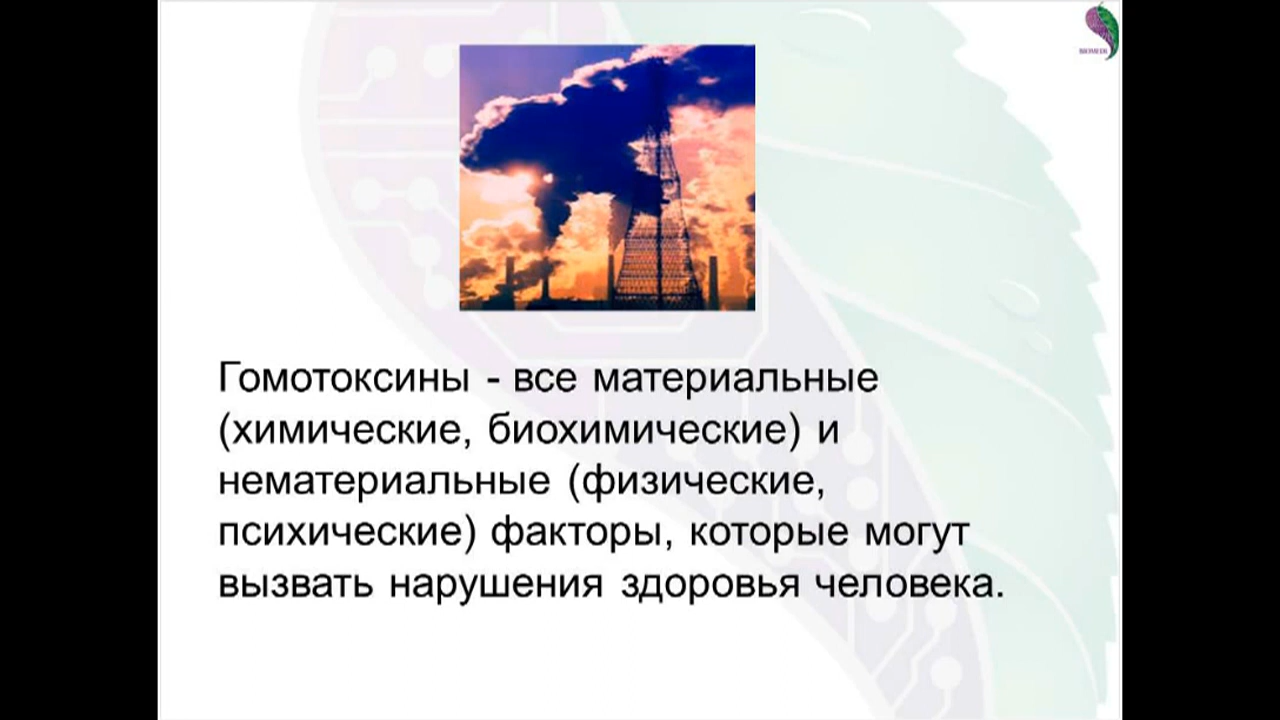 Гомотоксины - все материальные
(химические, биохимические) и
нематериальные (физические,
психические) факторы, которые могут
вызвать нарушения здоровья человека.